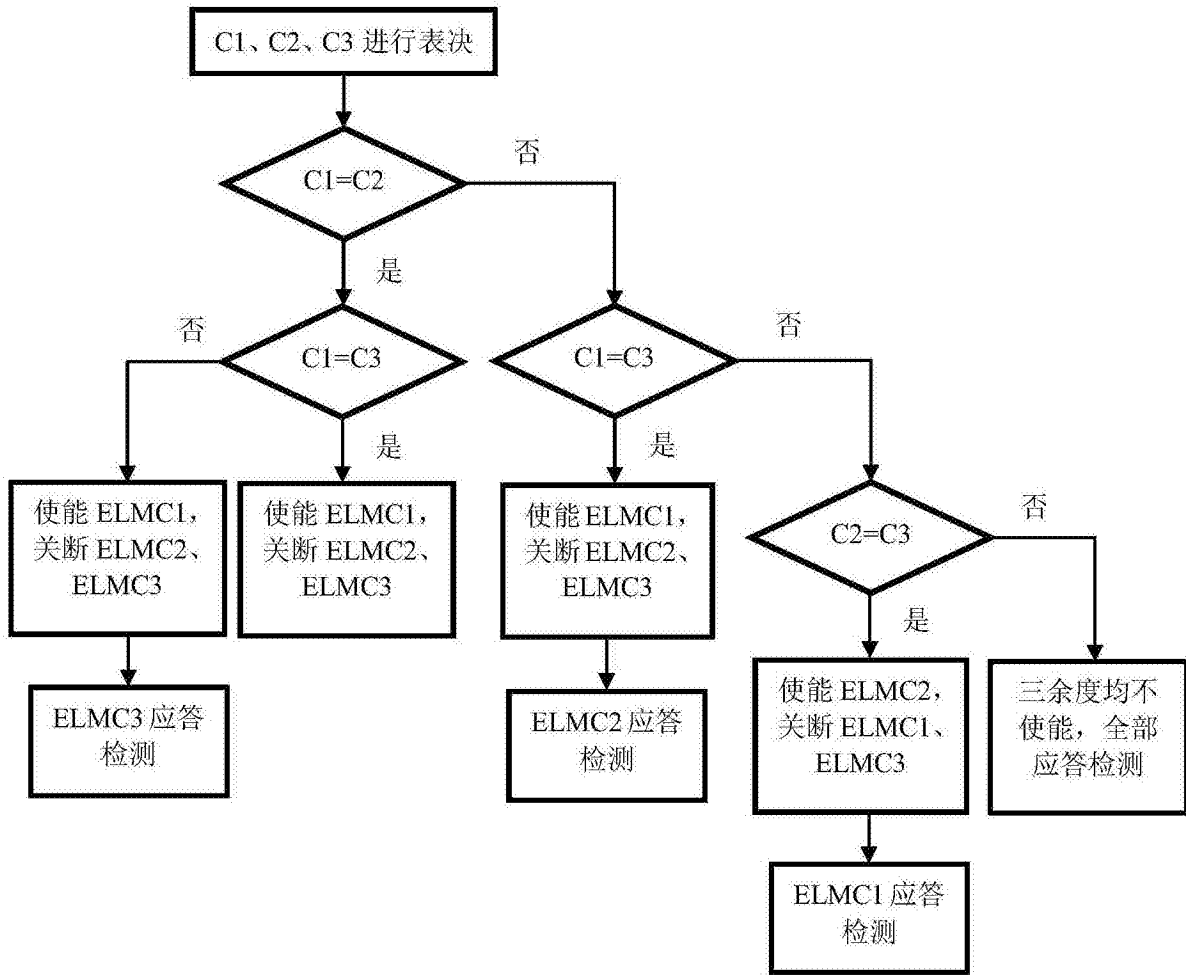 C1、C2、C3 进行表决
C1=C2
否
是
C1=C3
否
是
C1=C3
否
是
使能 ELMC1,
关断 ELMC2、
ELMC3
使能 ELMC1,
关断 ELMC2、
ELMC3
使能 ELMC1,
关断 ELMC2、
ELMC3
C2=C3
否
是
ELMC3 应答
检测
ELMC2 应答
检测
使能 ELMC2,
关断 ELMC1、
ELMC3
三余度均不
使能，全部
应答检测
ELMC1 应答
检测